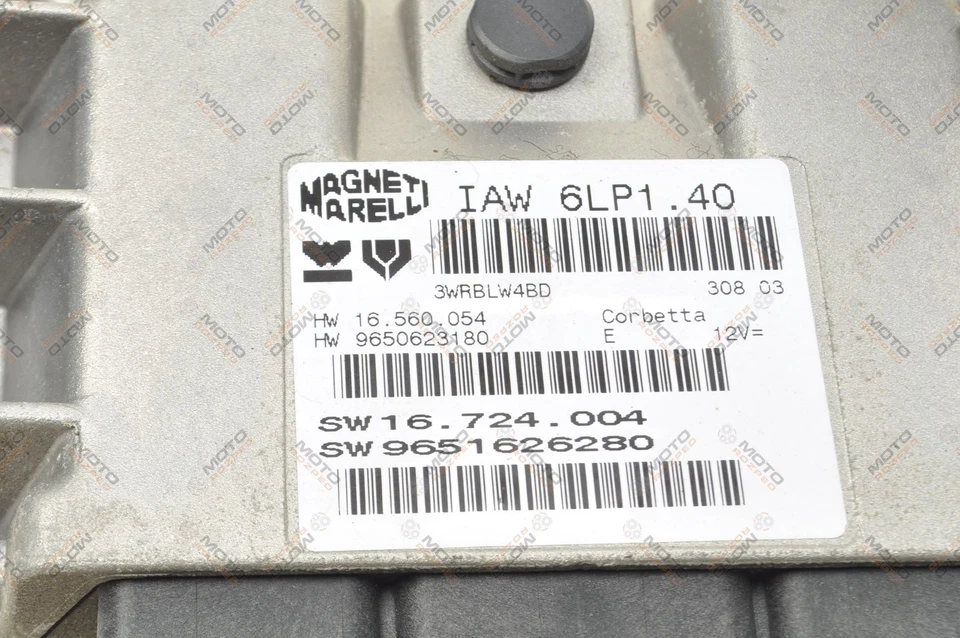 MAGNETI MARELLI
IAW 6LP1.40
3WRBLW4BD 308 03
HW 16.560.054 Corbetta
HW 9650623180 E 12V=
SW 16.724.004
SW 9651626280
MOTO